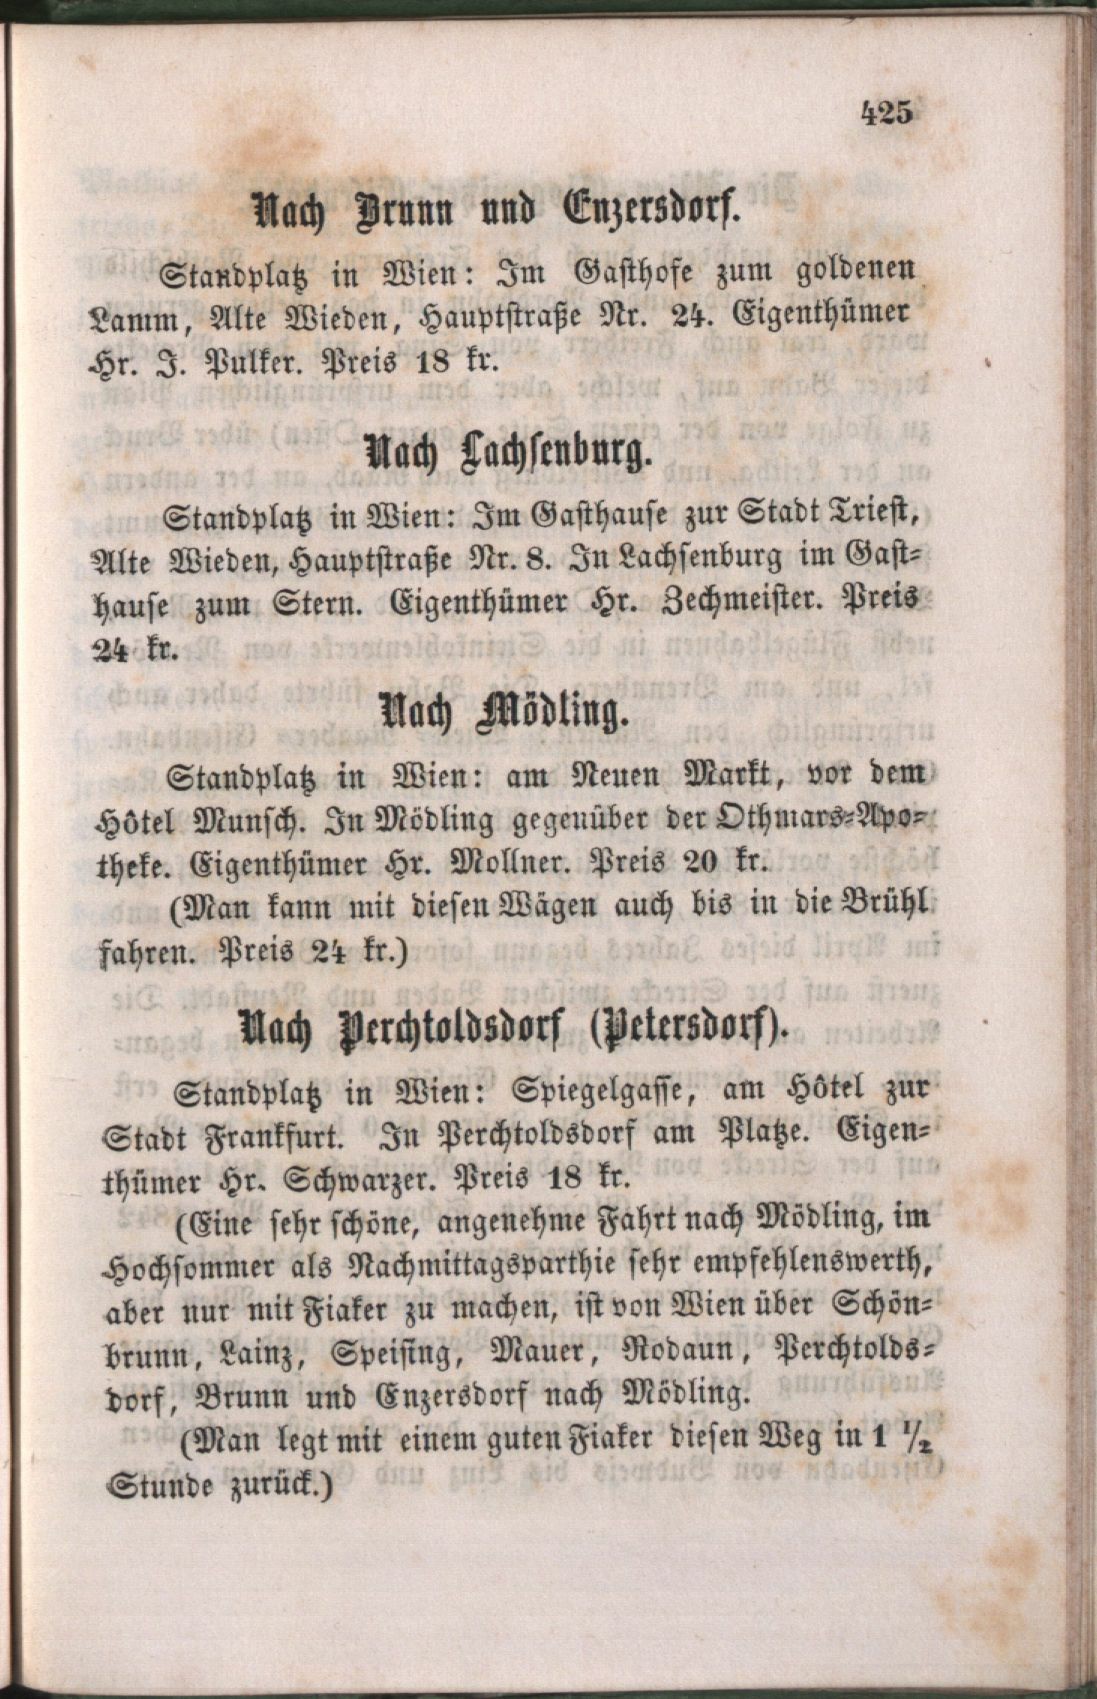 425
Nach Brunn und Enzersdorf.
Standplatz in Wien: Im Gasthofe zum goldenen
Lamm, Alte Wieden, Hauptstraße Nr. 24. Eigenthümer
Hr. J. Pulker. Preis 18 kr.
Nach Lachsenburg.
Standplatz in Wien: Im Gasthause zur Stadt Triest,
Alte Wieden, Hauptstraße Nr. 8. In Lachsenburg im Gast-
hause zum Stern. Eigenthümer Hr. Zechmeister. Preis
24 kr.
Nach Mödling.
Standplatz in Wien: am Neuen Markt, vor dem
Hôtel Munsch. In Mödling gegenüber der Othmars-Apo-
theke. Eigenthümer Hr. Mollner. Preis 20 kr.
(Man kann mit diesen Wägen auch bis in die Brühl
fahren. Preis 24 kr.)
Nach Perchtoldsdorf (Petersdorf).
Standplatz in Wien: Spiegelgasse, am Hôtel zur
Stadt Frankfurt. In Perchtoldsdorf am Platze. Eigen-
thümer Hr. Schwarzer. Preis 18 kr.
(Eine sehr schöne, angenehme Fahrt nach Mödling, im
Hochsommer als Nachmittagsparthie sehr empfehlenswerth,
aber nur mit Fiaker zu machen, ist von Wien über Schön-
brunn, Lainz, Speising, Mauer, Rodaun, Perchtolds-
dorf, Brunn und Enzersdorf nach Mödling.
(Man legt mit einem guten Fiaker diesen Weg in 1 1/2
Stunde zurück.)